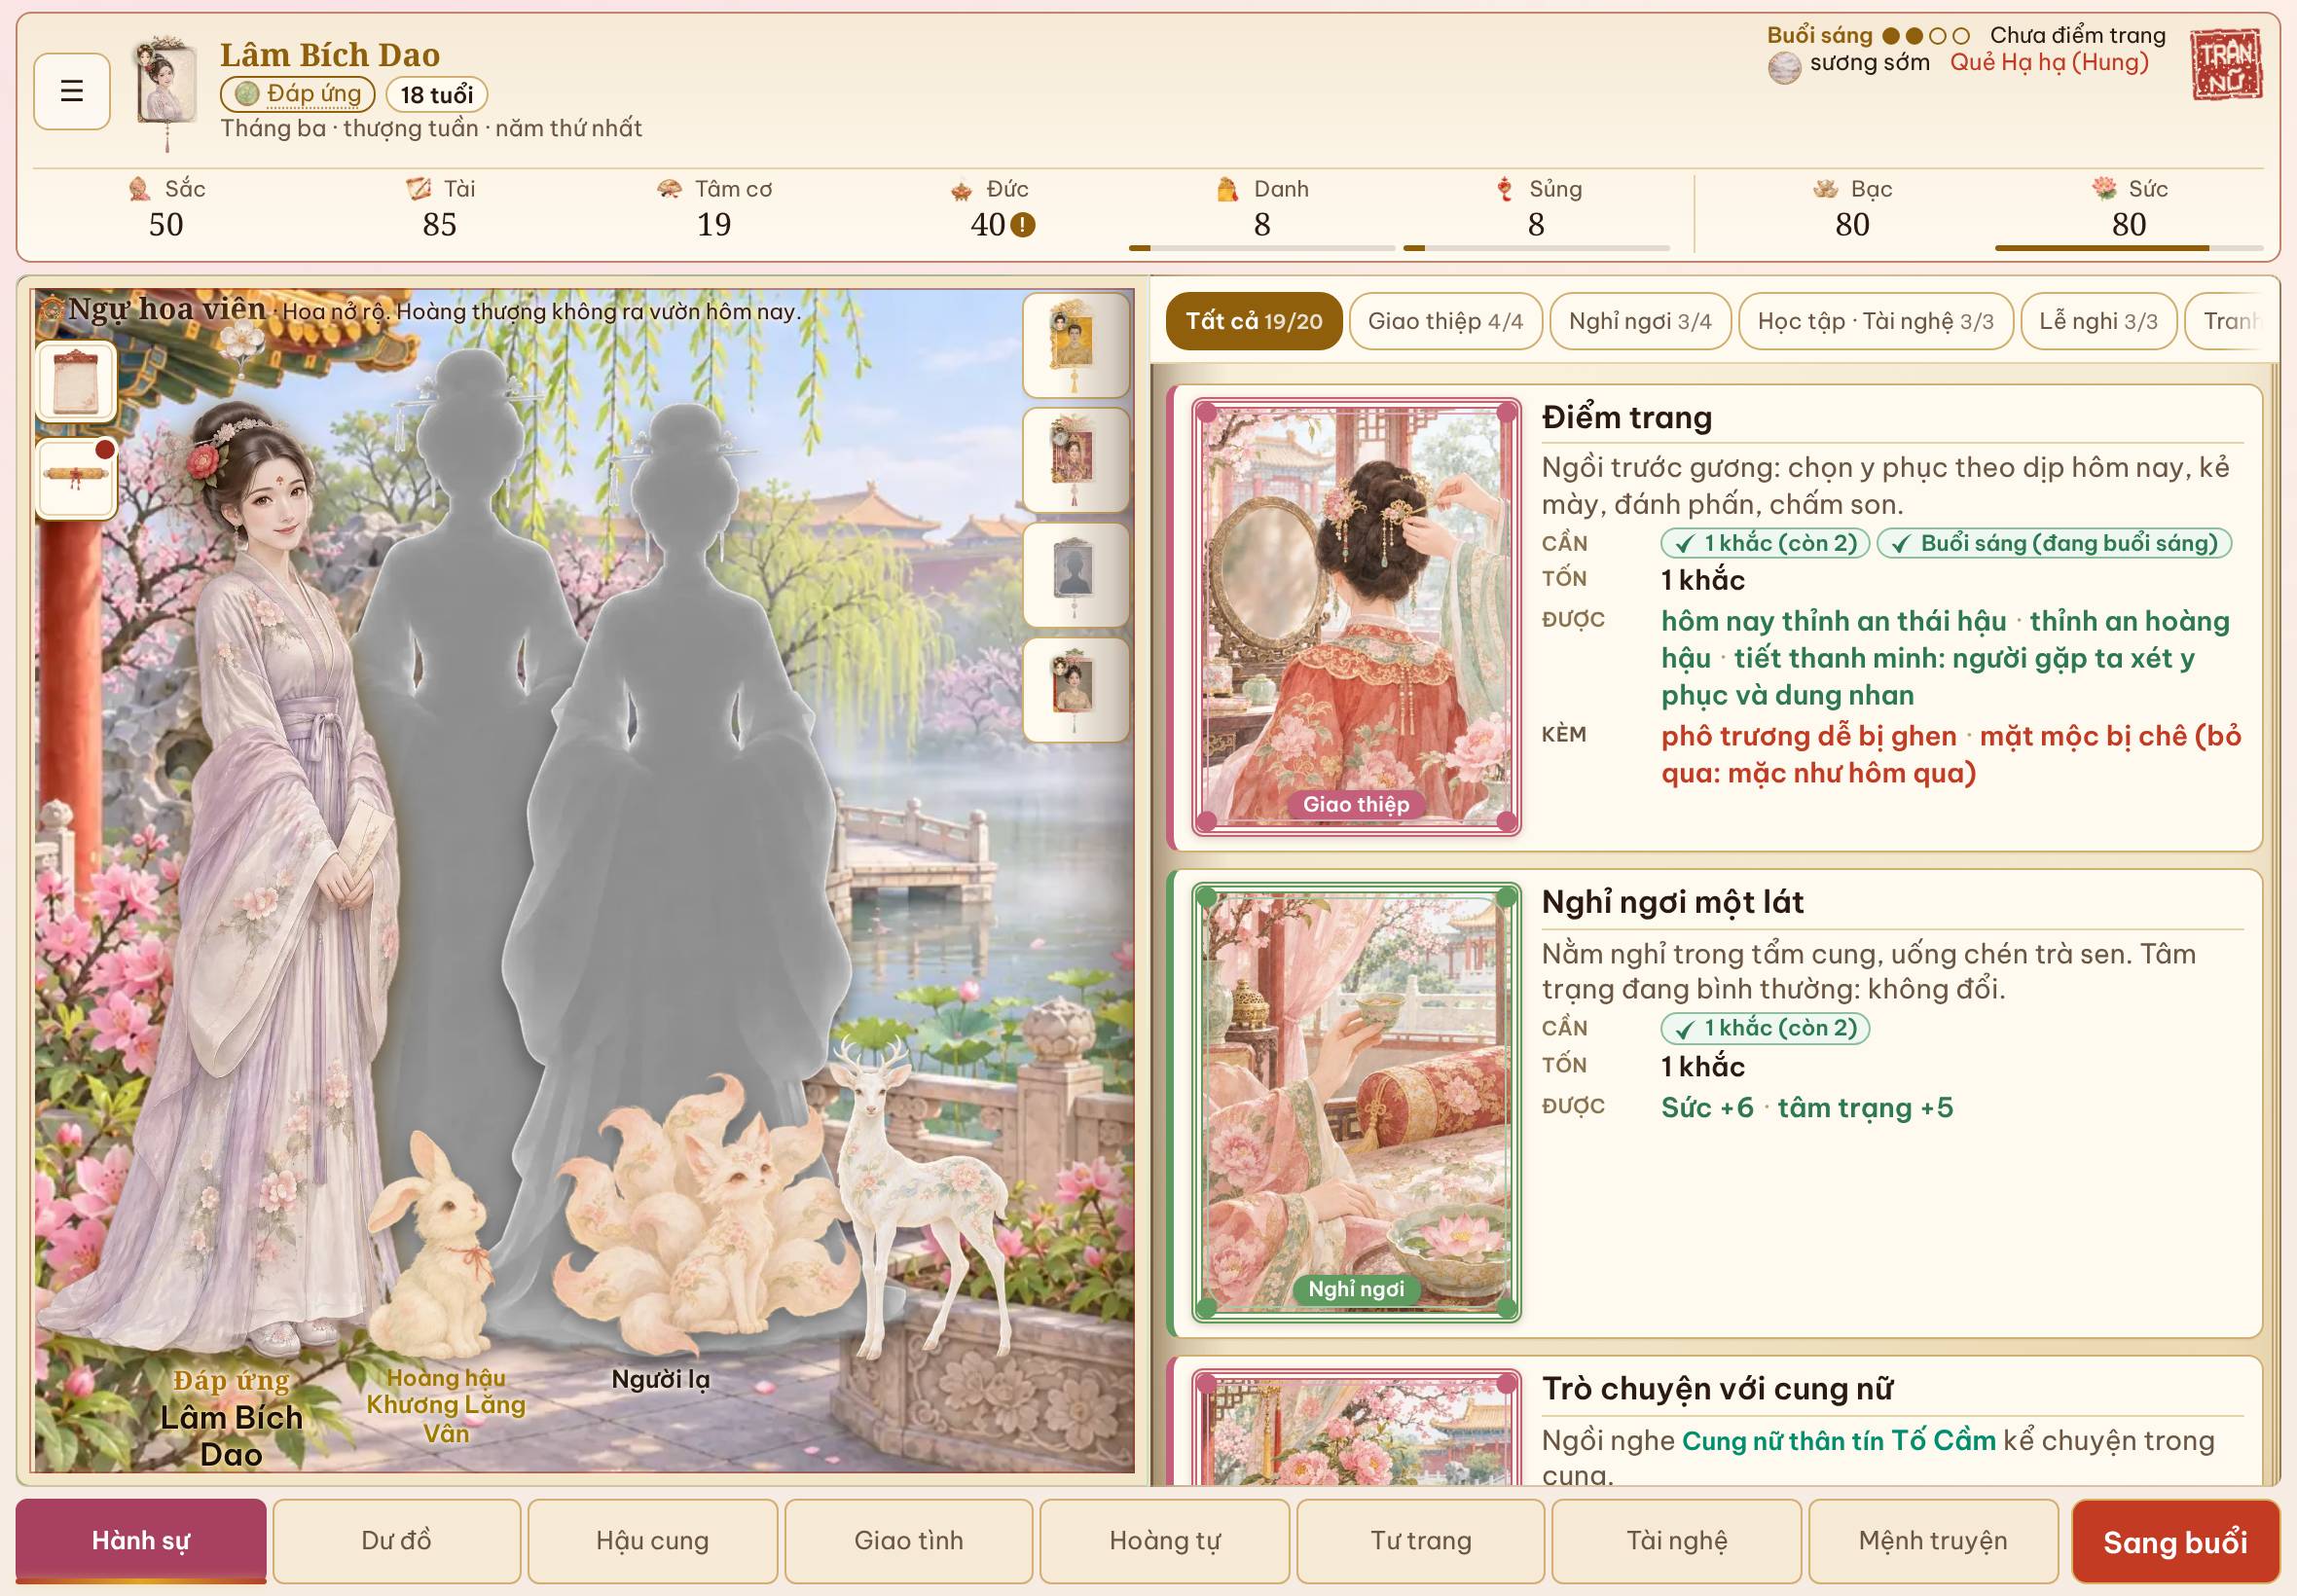 ☰
Lâm Bích Dao
Đáp ứng 18 tuổi
Tháng ba · thượng tuần · năm thứ nhất
Buổi sáng Chưa điểm trang
sương sớm Quẻ Hạ hạ (Hung)
TRÂN
NỮ
Sắc
50
Tài
85
Tâm cơ
19
Đức
40 !
Danh
8
Sủng
8
Bạc
80
Sức
80
Ngự hoa viên · Hoa nở rộ. Hoàng thượng không ra vườn hôm nay.
Đáp ứng
Lâm Bích
Dao
Hoàng hậu
Khương Lăng
Vân
Người lạ
Tất cả 19/20
Giao thiệp 4/4
Nghỉ ngơi 3/4
Học tập · Tài nghệ 3/3
Lễ nghi 3/3
Tranh
Điểm trang
Ngồi trước gương: chọn y phục theo dịp hôm nay, kẻ
mày, đánh phấn, chấm son.
CẦN ✓ 1 khắc (còn 2) ✓ Buổi sáng (đang buổi sáng)
TỐN 1 khắc
ĐƯỢC hôm nay thỉnh an thái hậu · thỉnh an hoàng
hậu · tiết thanh minh: người gặp ta xét y
phục và dung nhan
KÈM phô trương dễ bị ghen · mặt mộc bị chê (bỏ
qua: mặc như hôm qua)
Giao thiệp
Nghỉ ngơi một lát
Nằm nghỉ trong tẩm cung, uống chén trà sen. Tâm
trạng đang bình thường: không đổi.
CẦN ✓ 1 khắc (còn 2)
TỐN 1 khắc
ĐƯỢC Sức +6 · tâm trạng +5
Nghỉ ngơi
Trò chuyện với cung nữ
Ngồi nghe Cung nữ thân tín Tố Cầm kể chuyện trong
cung.
Hành sự
Dư đồ
Hậu cung
Giao tình
Hoàng tự
Tư trang
Tài nghệ
Mệnh truyện
Sang buổi